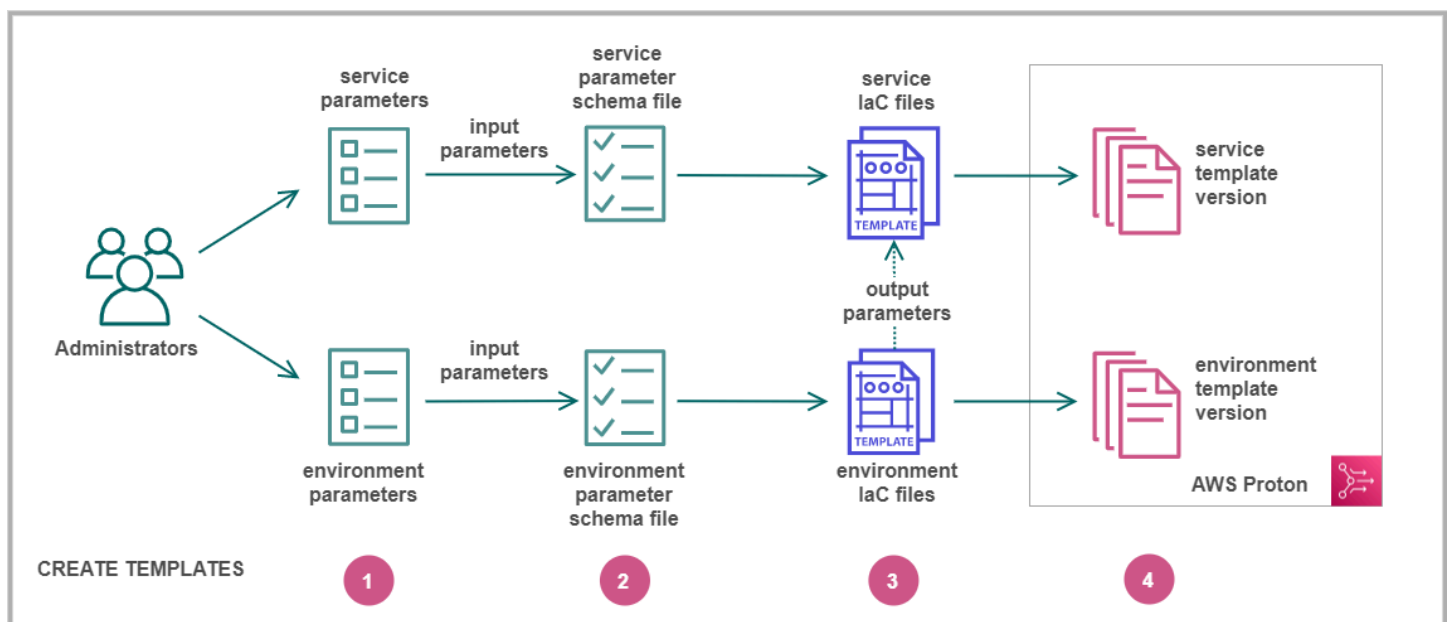 service
parameters
input
parameters
service
parameter
schema file
service
IaC files
TEMPLATE
service
template
version
Administrators
output
parameters
environment
parameters
input
parameters
environment
parameter
schema file
TEMPLATE
environment
IaC files
environment
template
version
AWS Proton
CREATE TEMPLATES
1
2
3
4